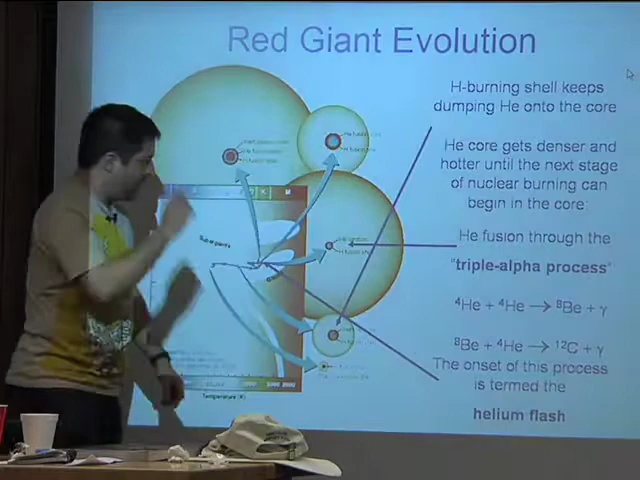 Red Giant Evolution
H-burning shell keeps
dumping He onto the core
He core gets denser and
hotter until the next stage
of nuclear burning can
begin in the core:
He fusion through the
"triple-alpha process"
⁴He + ⁴He → ⁸Be + γ
⁸Be + ⁴He → ¹²C + γ
The onset of this process
is termed the
helium flash
Temperature (K)